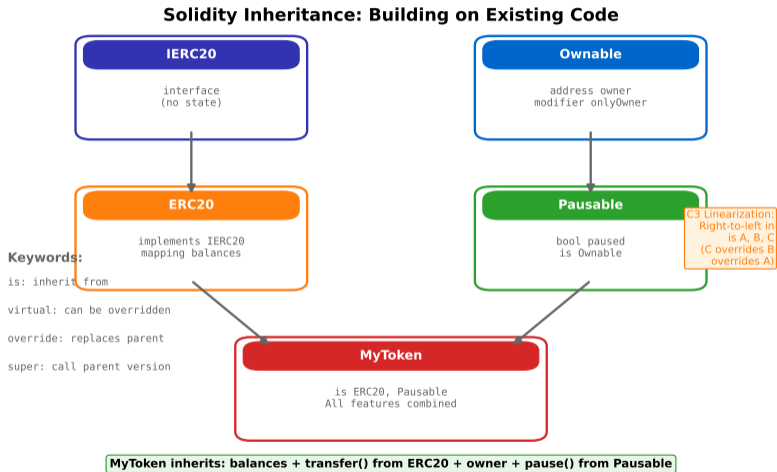 Solidity Inheritance: Building on Existing Code
IERC20
interface
(no state)
Ownable
address owner
modifier onlyOwner
ERC20
implements IERC20
mapping balances
Pausable
bool paused
is Ownable
C3 Linearization:
Right-to-left in
is A, B, C
(C overrides B
overrides A)
Keywords:
is: inherit from
virtual: can be overridden
override: replaces parent
super: call parent version
MyToken
is ERC20, Pausable
All features combined
MyToken inherits: balances + transfer() from ERC20 + owner + pause() from Pausable